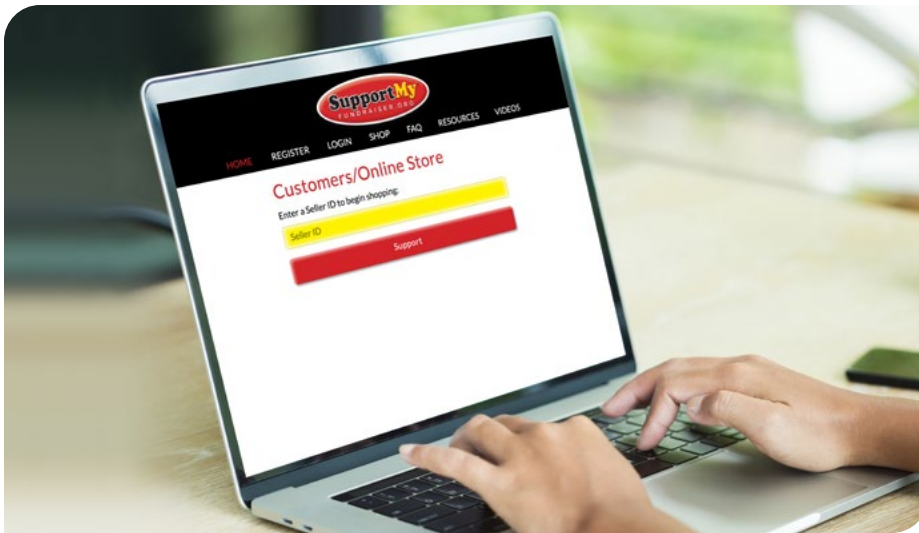 SupportMy
FUNDRAISER.ORG
HOME REGISTER LOGIN SHOP FAQ RESOURCES VIDEOS
Customers/Online Store
Enter a Seller ID to begin shopping:
Seller ID
Support